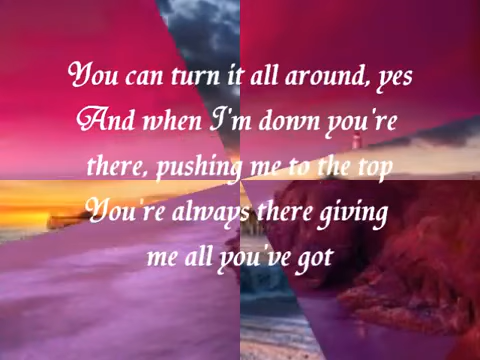 You can turn it all around, yes
And when I'm down you're
there, pushing me to the top
You're always there giving
me all you've got